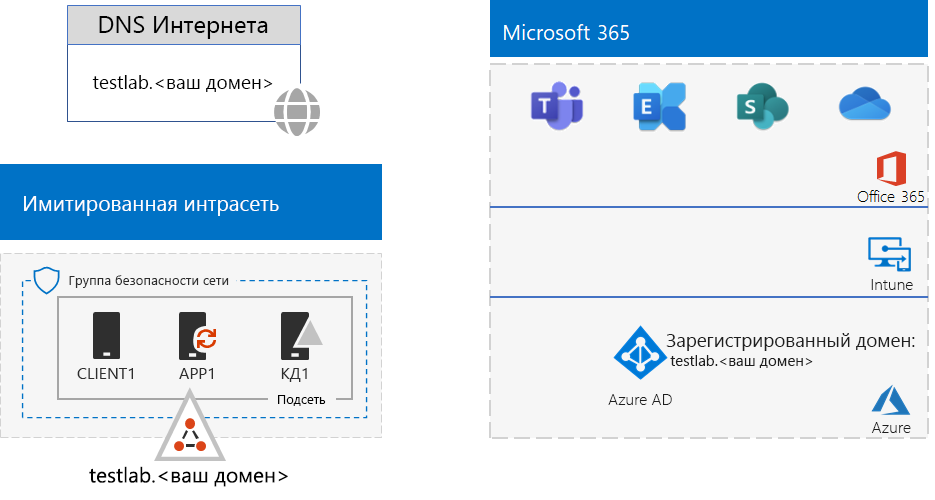 DNS Интернета
testlab.<ваш домен>
Имитированная интрасеть
Группа безопасности сети
CLIENT1
APP1
КД1
Подсеть
testlab.<ваш домен>
Microsoft 365
T
E
S
Office 365
Intune
Зарегистрированный домен:
testlab.<ваш домен>
Azure AD
Azure